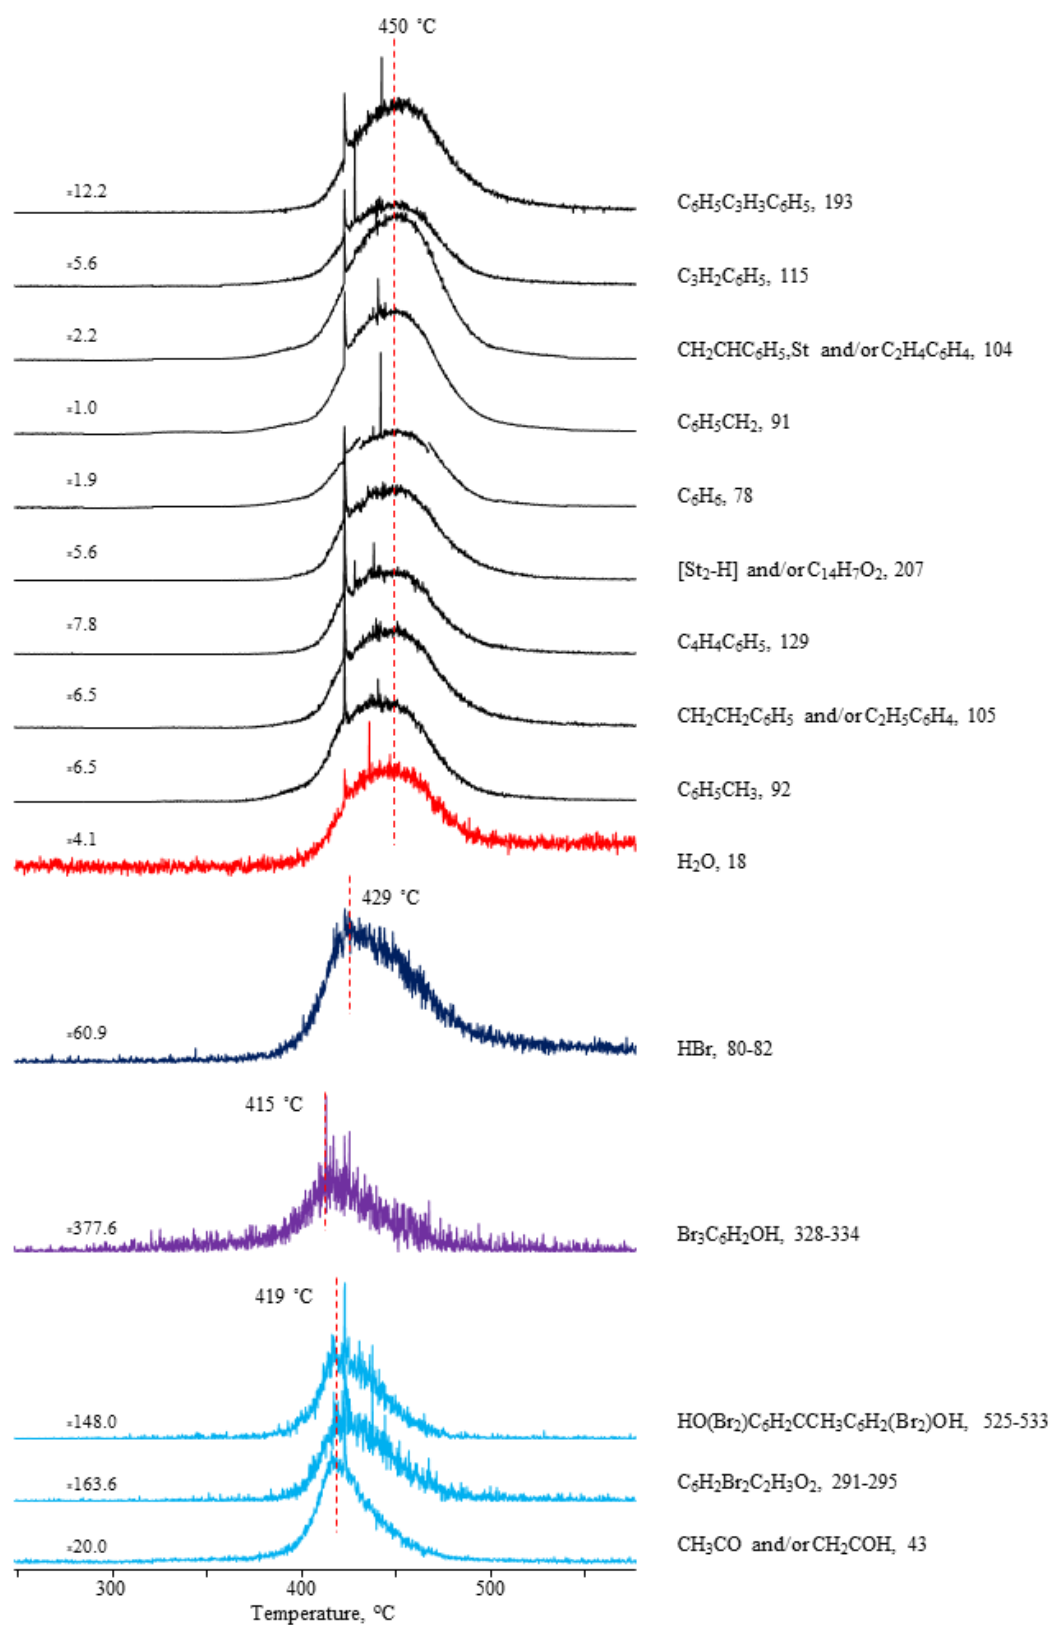 450 °C
×12.2
C₆H₅C₃H₃C₆H₅, 193
×5.6
C₃H₂C₆H₅, 115
×2.2
CH₂CHC₆H₅,St and/or C₂H₄C₆H₄, 104
×1.0
C₆H₅CH₂, 91
×1.9
C₆H₆, 78
×5.6
[St₂-H] and/or C₁₄H₇O₂, 207
×7.8
C₄H₄C₆H₅, 129
×6.5
CH₂CH₂C₆H₅ and/or C₂H₅C₆H₄, 105
×6.5
C₆H₅CH₃, 92
×4.1
H₂O, 18
429 °C
×60.9
HBr, 80-82
415 °C
×377.6
Br₃C₆H₂OH, 328-334
419 °C
×148.0
HO(Br₂)C₆H₂CCH₃C₆H₂(Br₂)OH, 525-533
×163.6
C₆H₂Br₂C₂H₃O₂, 291-295
×20.0
CH₃CO and/or CH₂COH, 43
300 400 500
Temperature, °C